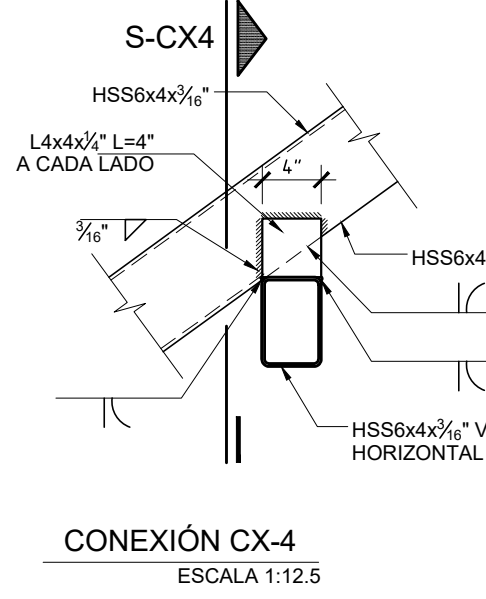 S-CX4
HSS6x4x3⁄16"
L4x4x1⁄4" L=4"
A CADA LADO
4"
3⁄16"
HSS6x4
HSS6x4x3⁄16" V
HORIZONTAL
CONEXIÓN CX-4
ESCALA 1:12.5